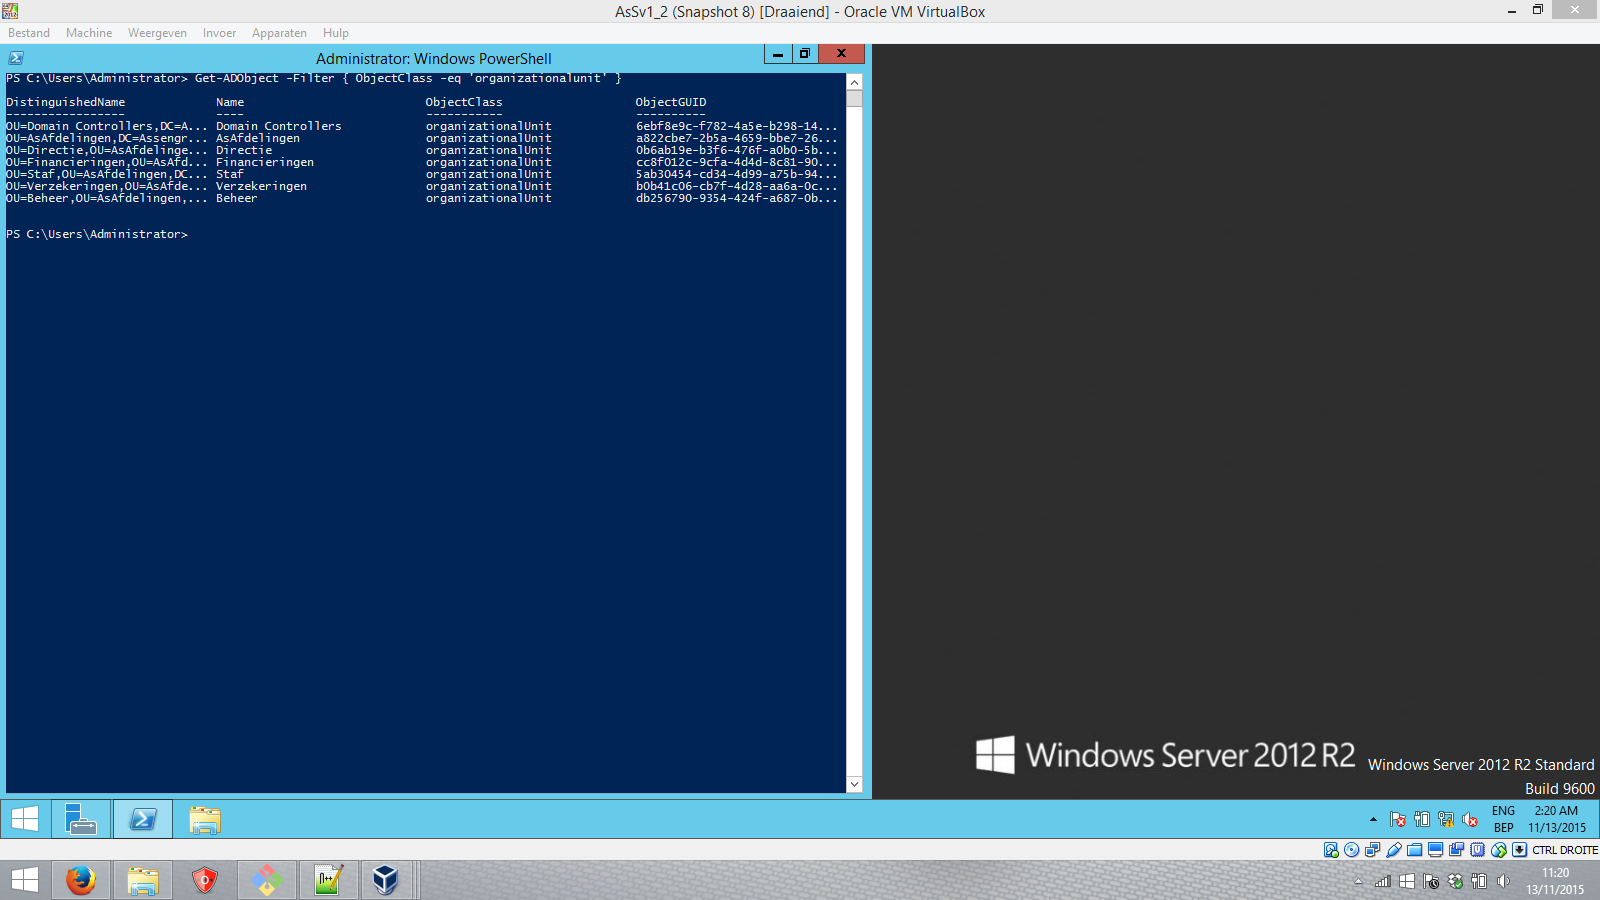 AsSv1_2 (Snapshot 8) [Draaiend] - Oracle VM VirtualBox
Bestand Machine Weergeven Invoer Apparaten Hulp
Administrator: Windows PowerShell
PS C:\Users\Administrator> Get-ADObject -Filter { ObjectClass -eq 'organizationalunit' }
DistinguishedName Name ObjectClass ObjectGUID
----------------- ---- ----------- ----------
OU=Domain Controllers,DC=A... Domain Controllers organizationalUnit 6ebf8e9c-f782-4a5e-b298-14...
OU=AsAfdelingen,DC=Assengr... AsAfdelingen organizationalUnit a822cbe7-2b5a-4659-bbe7-26...
OU=Directie,OU=AsAfdelinge... Directie organizationalUnit 0b6ab19e-b3f6-476f-a0b0-5b...
OU=Financieringen,OU=AsAfd... Financieringen organizationalUnit cc8f012c-9cfa-4d4d-8c81-90...
OU=Staf,OU=AsAfdelingen,DC... Staf organizationalUnit 5ab30454-cd34-4d99-a75b-94...
OU=Verzekeringen,OU=AsAfde... Verzekeringen organizationalUnit b0b41c06-cb7f-4d28-aa6a-0c...
OU=Beheer,OU=AsAfdelingen,... Beheer organizationalUnit db256790-9354-424f-a687-0b...
PS C:\Users\Administrator>
Windows Server 2012 R2
Windows Server 2012 R2 Standard
Build 9600
ENG 2:20 AM
BEP 11/13/2015
CTRL DROITE
11:20
13/11/2015